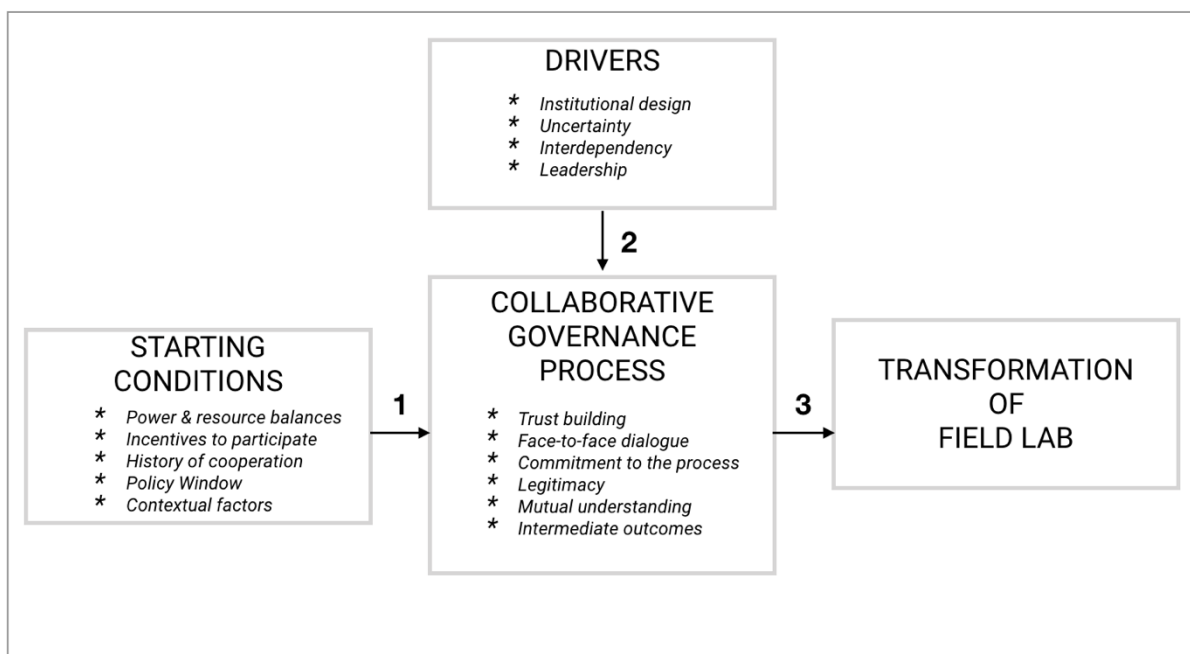 DRIVERS
* Institutional design
* Uncertainty
* Interdependency
* Leadership
2
STARTING
CONDITIONS
* Power & resource balances
* Incentives to participate
* History of cooperation
* Policy Window
* Contextual factors
1
COLLABORATIVE
GOVERNANCE
PROCESS
* Trust building
* Face-to-face dialogue
* Commitment to the process
* Legitimacy
* Mutual understanding
* Intermediate outcomes
3
TRANSFORMATION
OF
FIELD LAB